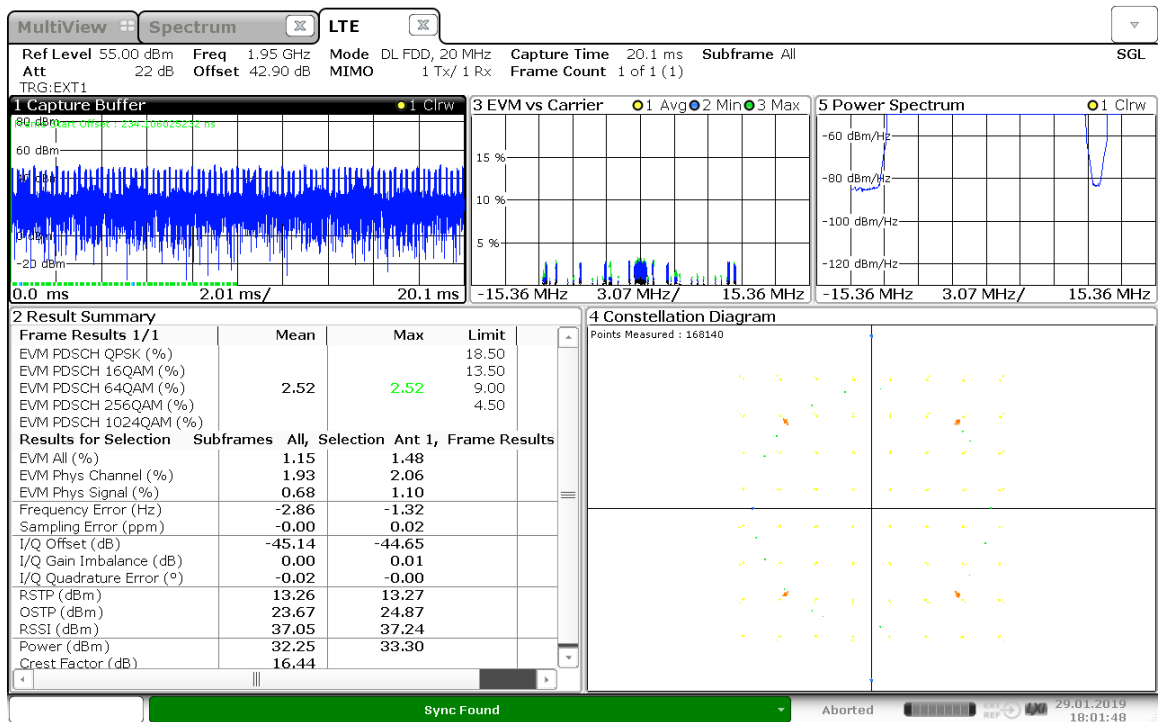 MultiView Spectrum X LTE X
Ref Level 55.00 dBm Freq 1.95 GHz Mode DL FDD, 20 MHz Capture Time 20.1 ms Subframe All SGL
Att 22 dB Offset 42.90 dB MIMO 1 Tx/ 1 Rx Frame Count 1 of 1 (1)
TRG:EXT1
1 Capture Buffer 1 Clrw
80 dBm
Frame Start Offset : 234.206025232 ns
60 dBm
-20 dBm
0.0 ms 2.01 ms/ 20.1 ms
3 EVM vs Carrier 1 Avg 2 Min 3 Max
15 %
10 %
5 %
-15.36 MHz 3.07 MHz/ 15.36 MHz
5 Power Spectrum 1 Clrw
-60 dBm/Hz
-80 dBm/Hz
-100 dBm/Hz
-120 dBm/Hz
-15.36 MHz 3.07 MHz/ 15.36 MHz
2 Result Summary
Frame Results 1/1 Mean Max Limit
EVM PDSCH QPSK (%) 18.50
EVM PDSCH 16QAM (%) 13.50
EVM PDSCH 64QAM (%) 2.52 2.52 9.00
EVM PDSCH 256QAM (%) 4.50
EVM PDSCH 1024QAM (%)
Results for Selection Subframes All, Selection Ant 1, Frame Results
EVM All (%) 1.15 1.48
EVM Phys Channel (%) 1.93 2.06
EVM Phys Signal (%) 0.68 1.10
Frequency Error (Hz) -2.86 -1.32
Sampling Error (ppm) -0.00 0.02
I/Q Offset (dB) -45.14 -44.65
I/Q Gain Imbalance (dB) 0.00 0.01
I/Q Quadrature Error (°) -0.02 -0.00
RSTP (dBm) 13.26 13.27
OSTP (dBm) 23.67 24.87
RSSI (dBm) 37.05 37.24
Power (dBm) 32.25 33.30
Crest Factor (dB) 16.44
4 Constellation Diagram
Points Measured : 168140
Sync Found Aborted EXT REF LXI 29.01.2019
18:01:48